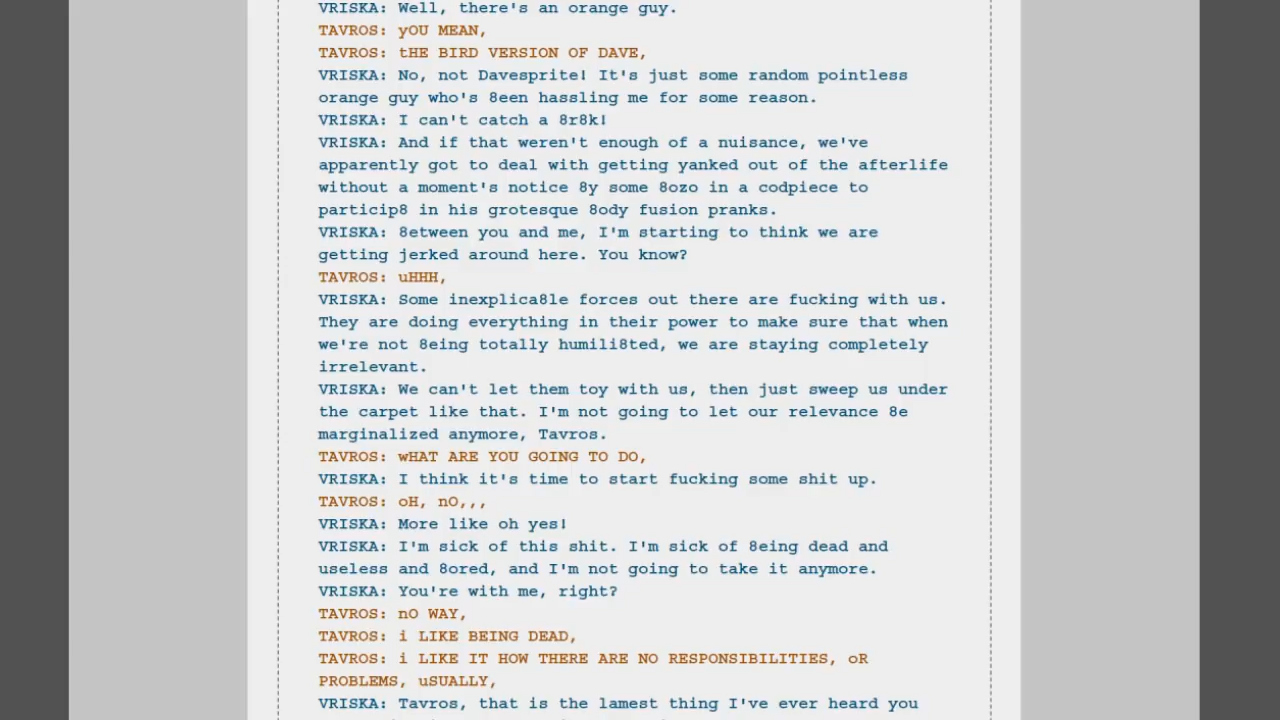 VRISKA: Well, there's an orange guy.
TAVROS: yOU MEAN,
TAVROS: tHE BIRD VERSION OF DAVE,
VRISKA: No, not Davesprite! It's just some random pointless
orange guy who's 8een hassling me for some reason.
VRISKA: I can't catch a 8r8k!
VRISKA: And if that weren't enough of a nuisance, we've
apparently got to deal with getting yanked out of the afterlife
without a moment's notice 8y some 8ozo in a codpiece to
particip8 in his grotesque 8ody fusion pranks.
VRISKA: 8etween you and me, I'm starting to think we are
getting jerked around here. You know?
TAVROS: uHHH,
VRISKA: Some inexplica8le forces out there are fucking with us.
They are doing everything in their power to make sure that when
we're not 8eing totally humili8ted, we are staying completely
irrelevant.
VRISKA: We can't let them toy with us, then just sweep us under
the carpet like that. I'm not going to let our relevance 8e
marginalized anymore, Tavros.
TAVROS: wHAT ARE YOU GOING TO DO,
VRISKA: I think it's time to start fucking some shit up.
TAVROS: oH, nO,,,
VRISKA: More like oh yes!
VRISKA: I'm sick of this shit. I'm sick of 8eing dead and
useless and 8ored, and I'm not going to take it anymore.
VRISKA: You're with me, right?
TAVROS: nO WAY,
TAVROS: i LIKE BEING DEAD,
TAVROS: i LIKE IT HOW THERE ARE NO RESPONSIBILITIES, oR
PROBLEMS, uSUALLY,
VRISKA: Tavros, that is the lamest thing I've ever heard you